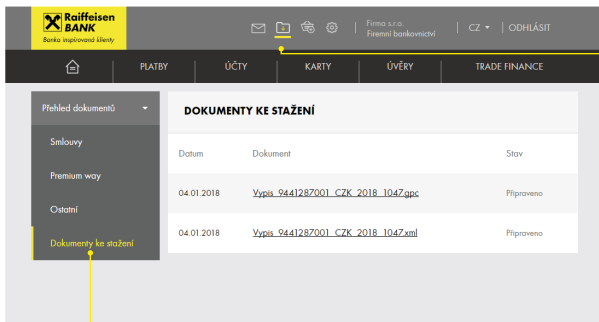 Raiffeisen
BANK
Banka inspirovaná klienty
Firma s.r.o.
Firemní bankovnictví
CZ
ODHLÁSIT
PLATBY
ÚČTY
KARTY
ÚVĚRY
TRADE FINANCE
Přehled dokumentů
Smlouvy
Premium way
Ostatní
Dokumenty ke stažení
DOKUMENTY KE STAŽENÍ
Datum Dokument Stav
04.01.2018 Vypis_9441287001_CZK_2018_1047.gpc Připraveno
04.01.2018 Vypis_9441287001_CZK_2018_1047.xml Připraveno